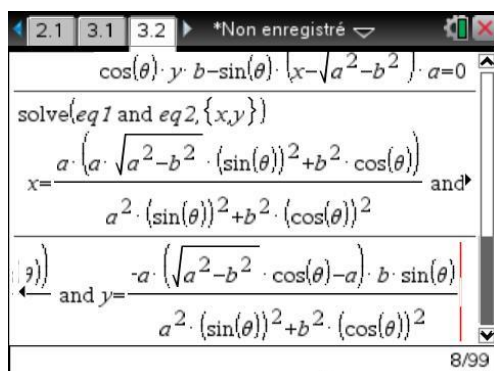 2.1 3.1 3.2 *Non enregistré
cos(θ)·y·b−sin(θ)·(x−√(a²−b²))·a=0
solve(eq1 and eq2,{x,y})
x=(a·(a·√(a²−b²)·(sin(θ))²+b²·cos(θ)))/(a²·(sin(θ))²+b²·(cos(θ))²) and
θ)) and y=(-a·(√(a²−b²)·cos(θ)−a)·b·sin(θ))/(a²·(sin(θ))²+b²·(cos(θ))²)
8/99